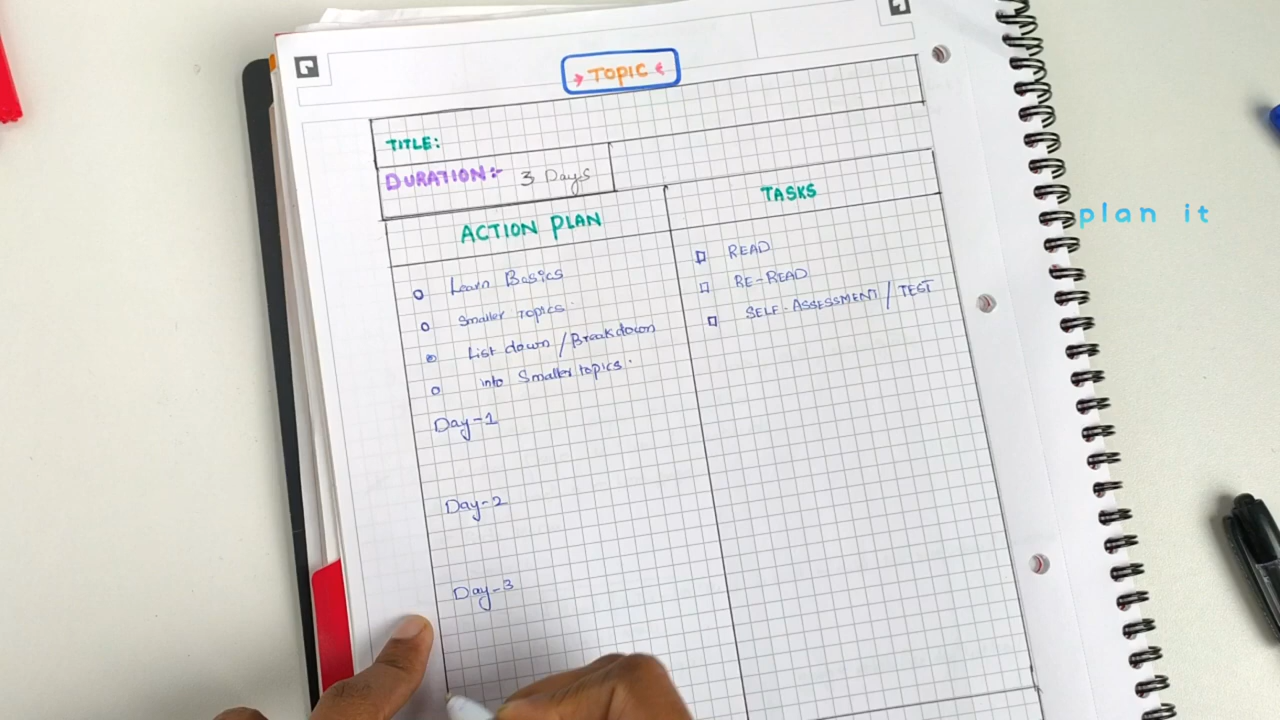 TOPIC
TITLE:
DURATION:- 3 Days
ACTION PLAN
Learn Basics
Smaller topics.
List down / Breakdown
into Smaller topics.
Day-1
Day-2
Day-3
TASKS
READ
RE-READ
SELF-ASSESSMENT / TEST
plan it